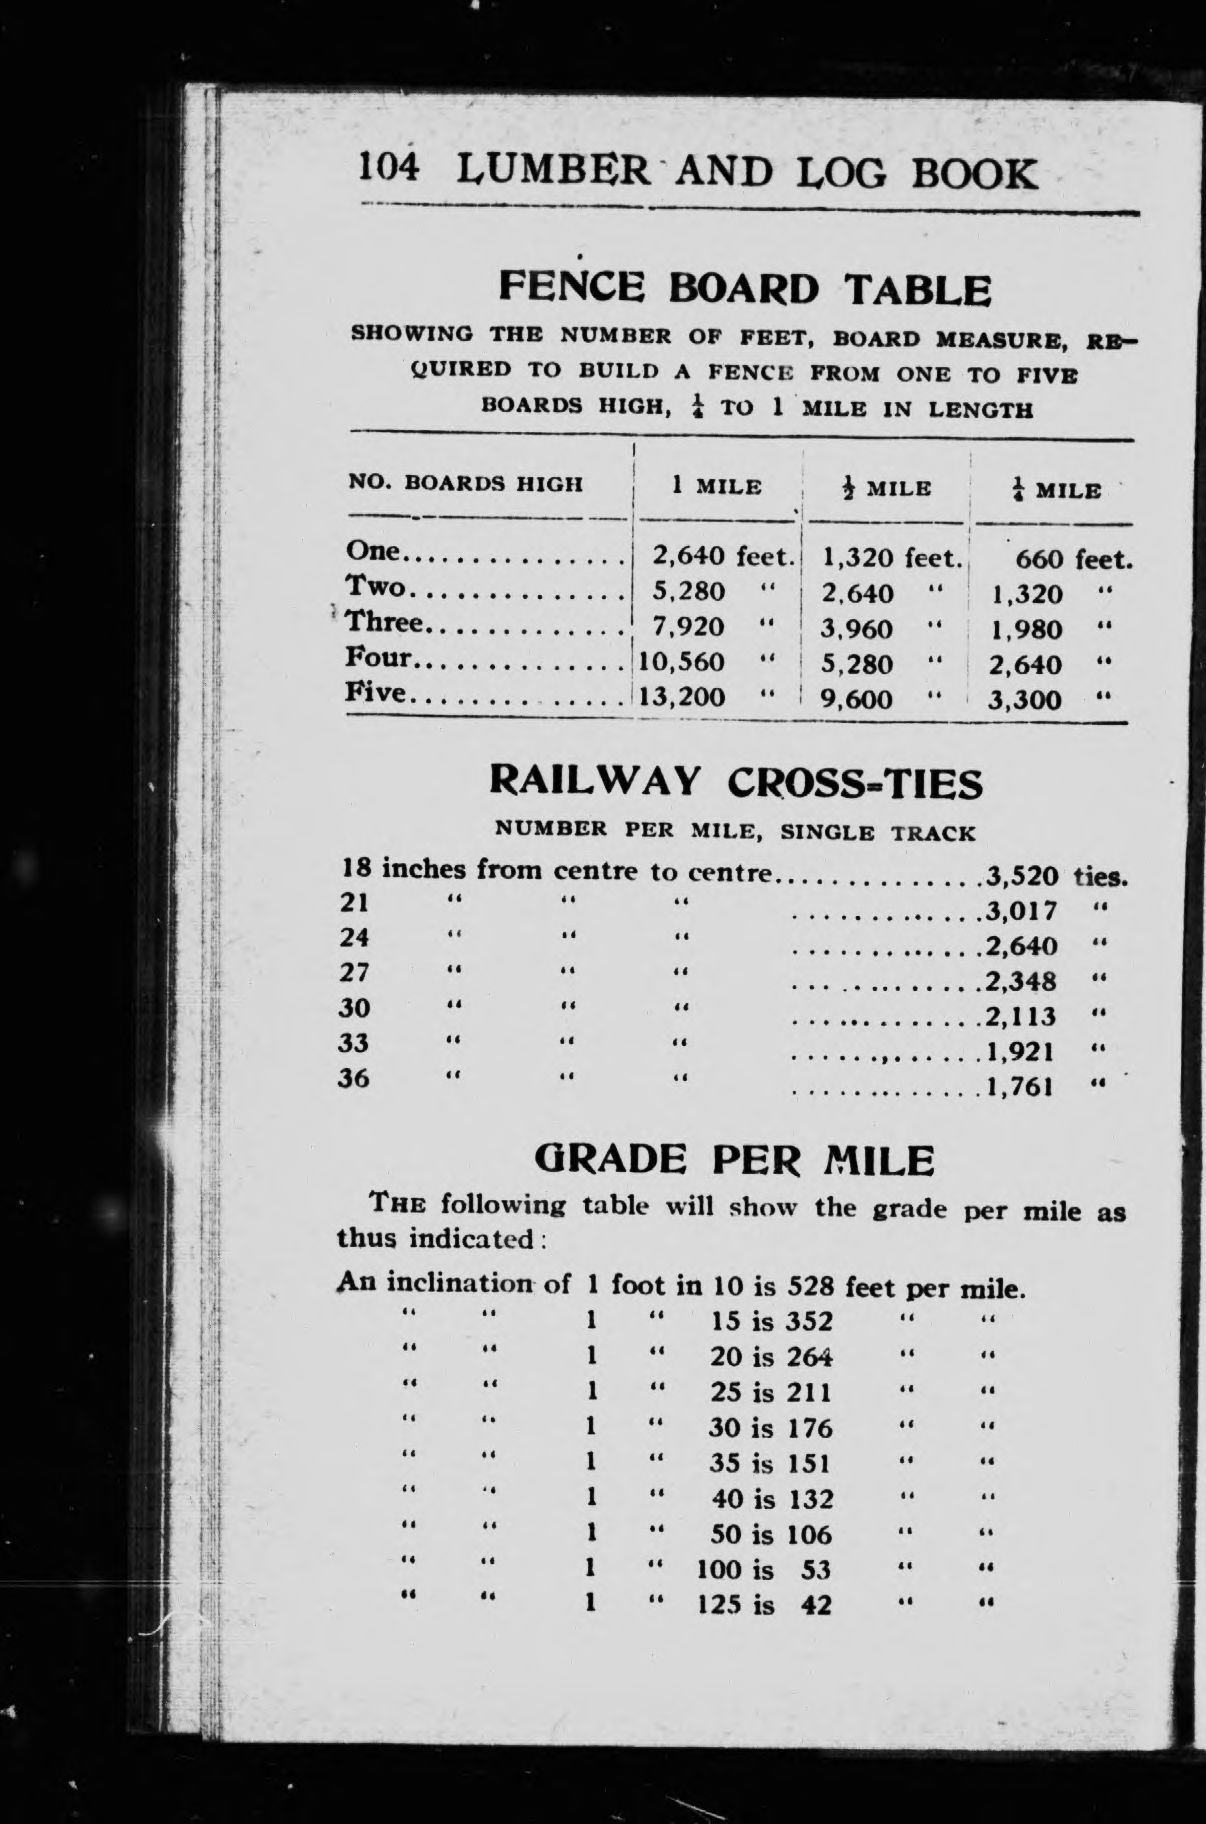 104 LUMBER AND LOG BOOK
FENCE BOARD TABLE
SHOWING THE NUMBER OF FEET, BOARD MEASURE, RE-
QUIRED TO BUILD A FENCE FROM ONE TO FIVE
BOARDS HIGH, ¼ TO 1 MILE IN LENGTH
NO. BOARDS HIGH 1 MILE ½ MILE ¼ MILE
One................ 2,640 feet. 1,320 feet. 660 feet.
Two............... 5,280 “ 2,640 “ 1,320 “
Three.............. 7,920 “ 3,960 “ 1,980 “
Four............... 10,560 “ 5,280 “ 2,640 “
Five............... 13,200 “ 9,600 “ 3,300 “
RAILWAY CROSS-TIES
NUMBER PER MILE, SINGLE TRACK
18 inches from centre to centre...............3,520 ties.
21 “ “ “ ..............3,017 “
24 “ “ “ ..............2,640 “
27 “ “ “ ..............2,348 “
30 “ “ “ ..............2,113 “
33 “ “ “ ..............1,921 “
36 “ “ “ ..............1,761 “
GRADE PER MILE
THE following table will show the grade per mile as
thus indicated:
An inclination of 1 foot in 10 is 528 feet per mile.
“ “ 1 “ 15 is 352 “ “
“ “ 1 “ 20 is 264 “ “
“ “ 1 “ 25 is 211 “ “
“ “ 1 “ 30 is 176 “ “
“ “ 1 “ 35 is 151 “ “
“ “ 1 “ 40 is 132 “ “
“ “ 1 “ 50 is 106 “ “
“ “ 1 “ 100 is 53 “ “
“ “ 1 “ 125 is 42 “ “